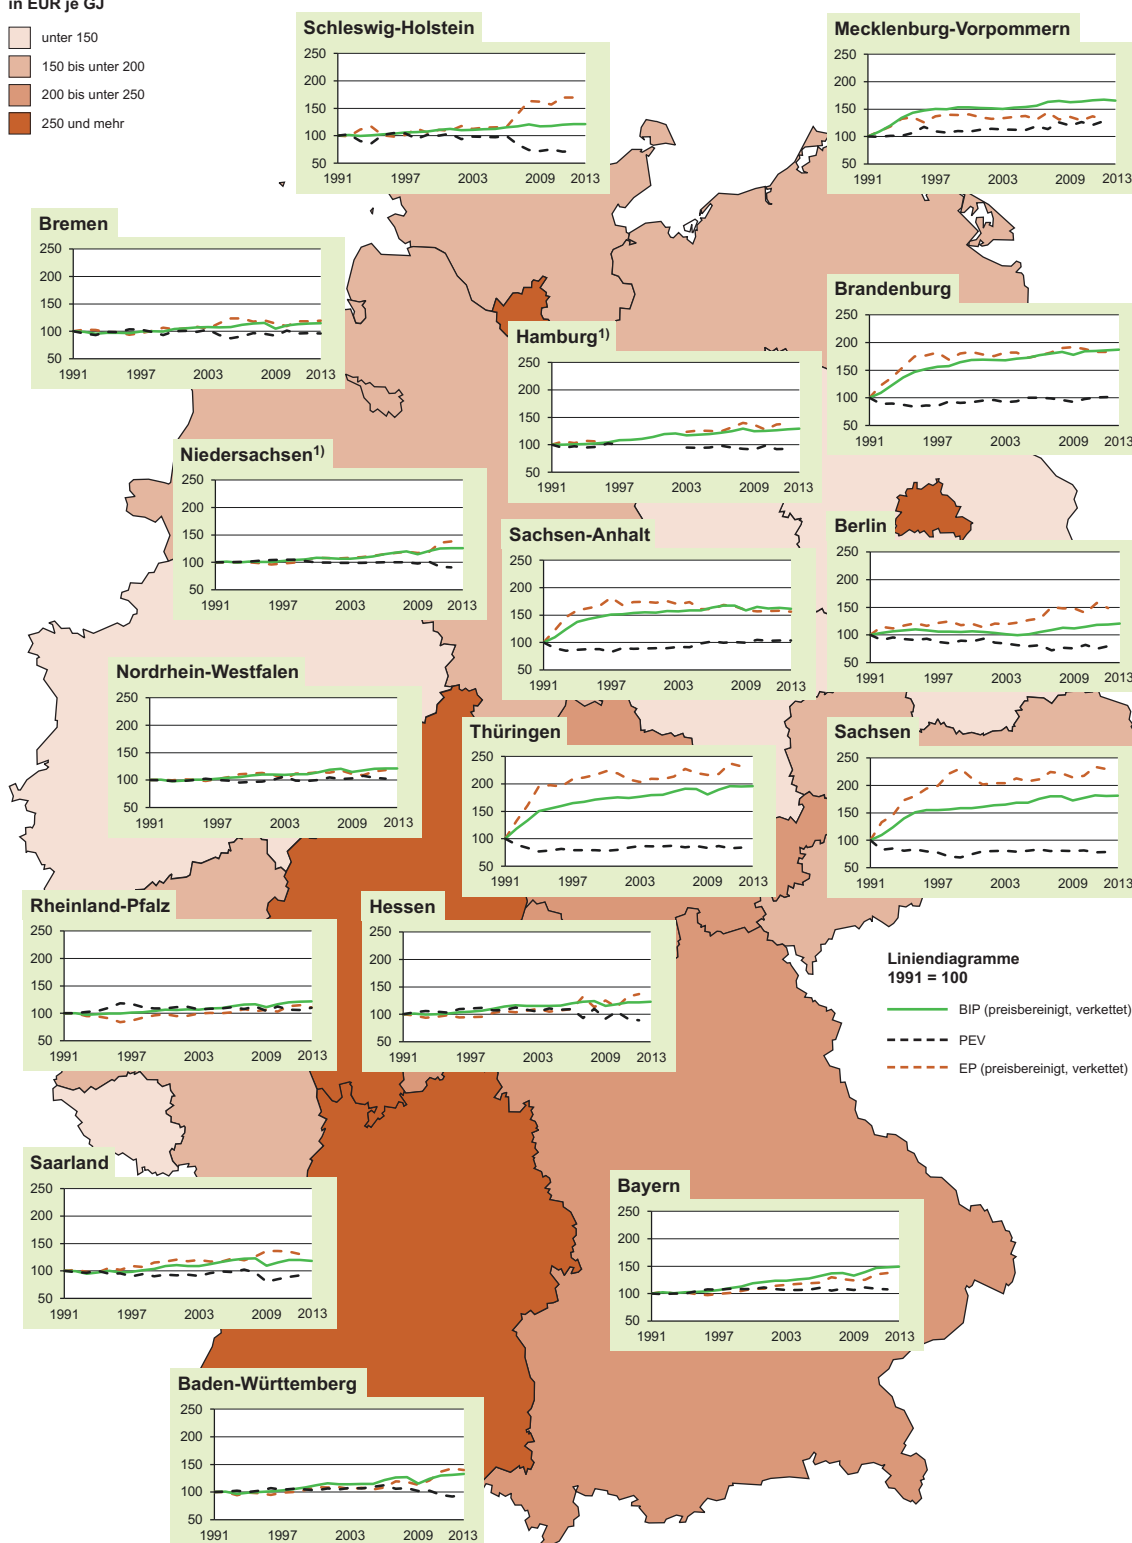 in EUR je GJ
unter 150
150 bis unter 200
200 bis unter 250
250 und mehr
Schleswig-Holstein
250
200
150
100
50
1991 1997 2003 2009 2013
Mecklenburg-Vorpommern
250
200
150
100
50
1991 1997 2003 2009 2013
Bremen
250
200
150
100
50
1991 1997 2003 2009 2013
Brandenburg
250
200
150
100
50
1991 1997 2003 2009 2013
Hamburg1)
250
200
150
100
50
1991 1997 2003 2009 2013
Niedersachsen1)
250
200
150
100
50
1991 1997 2003 2009 2013
Sachsen-Anhalt
250
200
150
100
50
1991 1997 2003 2009 2013
Berlin
250
200
150
100
50
1991 1997 2003 2009 2013
Nordrhein-Westfalen
250
200
150
100
50
1991 1997 2003 2009 2013
Thüringen
250
200
150
100
50
1991 1997 2003 2009 2013
Sachsen
250
200
150
100
50
1991 1997 2003 2009 2013
Rheinland-Pfalz
250
200
150
100
50
1991 1997 2003 2009 2013
Hessen
250
200
150
100
50
1991 1997 2003 2009 2013
Liniendiagramme
1991 = 100
BIP (preisbereinigt, verkettet)
PEV
EP (preisbereinigt, verkettet)
Saarland
250
200
150
100
50
1991 1997 2003 2009 2013
Bayern
250
200
150
100
50
1991 1997 2003 2009 2013
Baden-Württemberg
250
200
150
100
50
1991 1997 2003 2009 2013